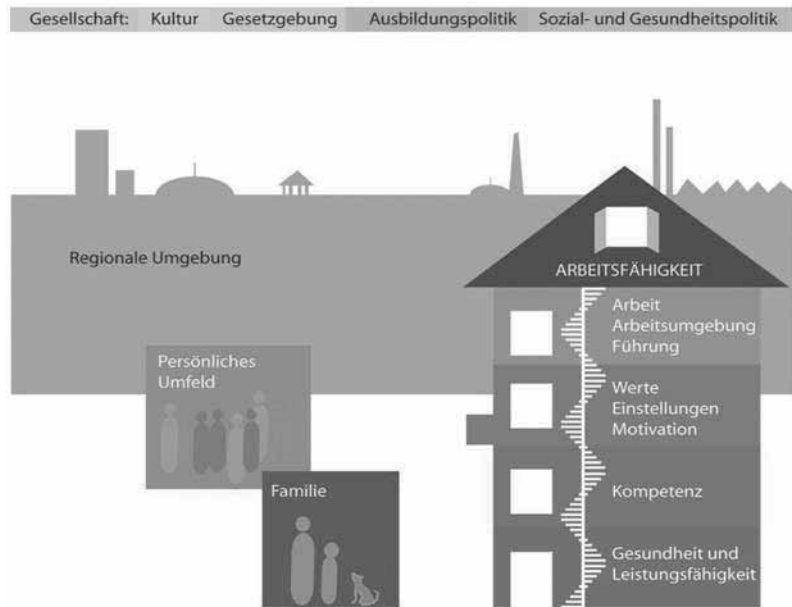 Gesellschaft: Kultur Gesetzgebung Ausbildungspolitik Sozial- und Gesundheitspolitik
Regionale Umgebung
ARBEITSFÄHIGKEIT
Arbeit
Arbeitsumgebung
Führung
Persönliches
Umfeld
Werte
Einstellungen
Motivation
Familie
Kompetenz
Gesundheit und
Leistungsfähigkeit